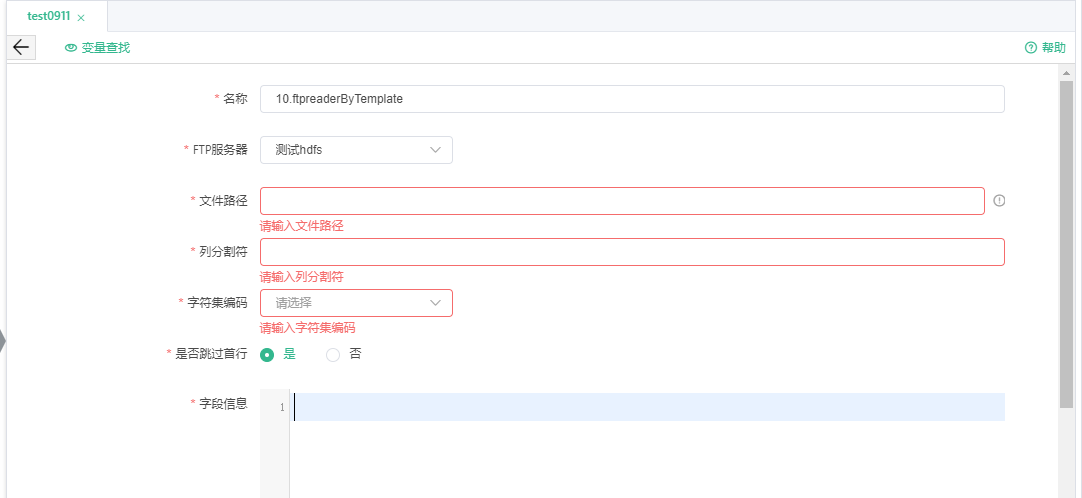 test0911
变量查找
帮助
* 名称 10.ftpreaderByTemplate
* FTP服务器 测试hdfs
* 文件路径
请输入文件路径
* 列分割符
请输入列分割符
* 字符集编码 请选择
请输入字符集编码
* 是否跳过首行 是 否
* 字段信息 1